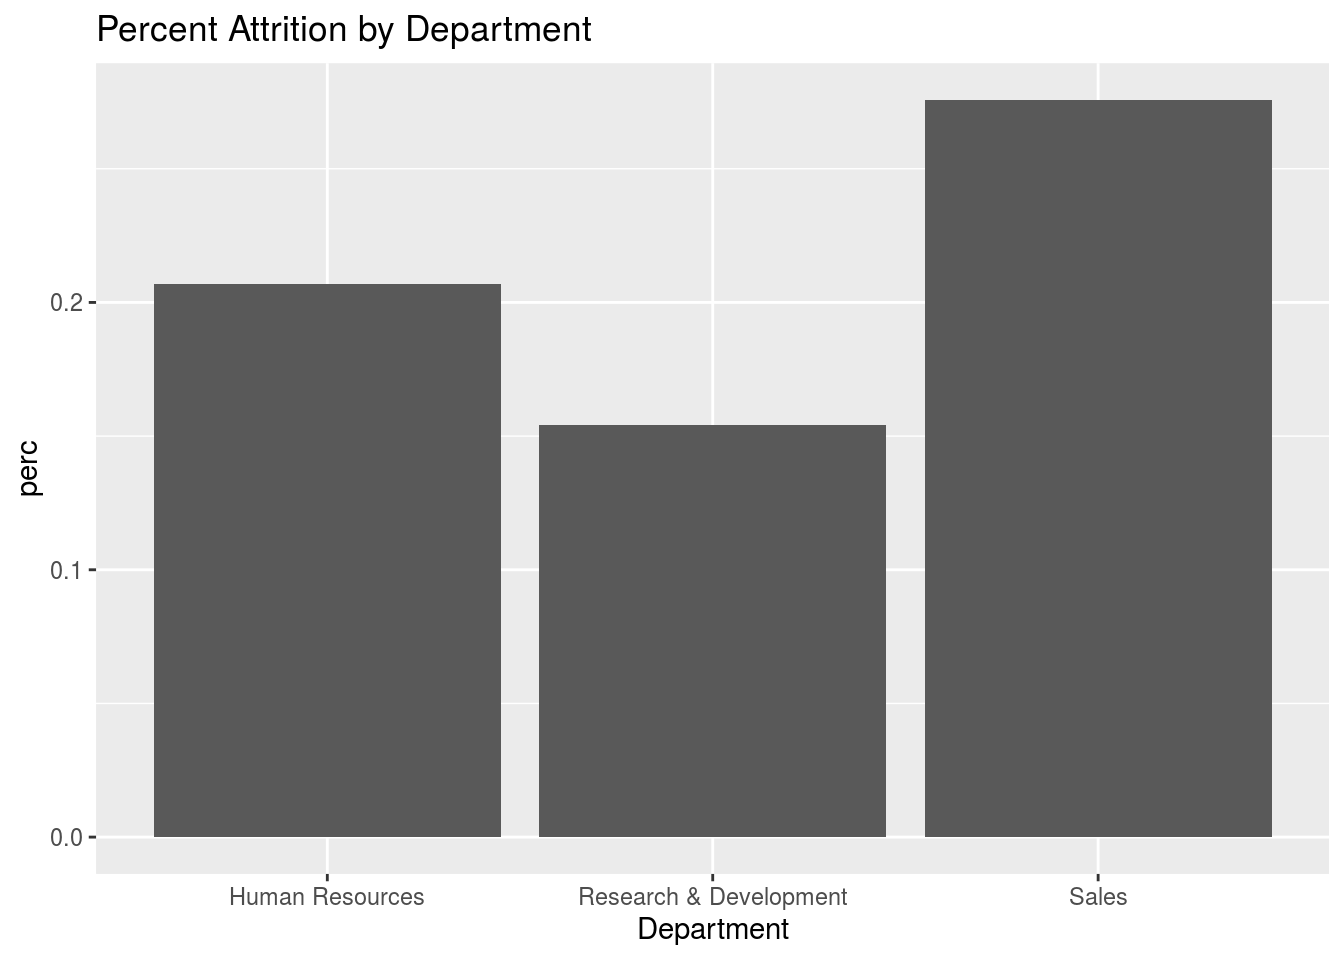 Percent Attrition by Department
perc
0.2
0.1
0.0
Human Resources Research & Development Sales
Department